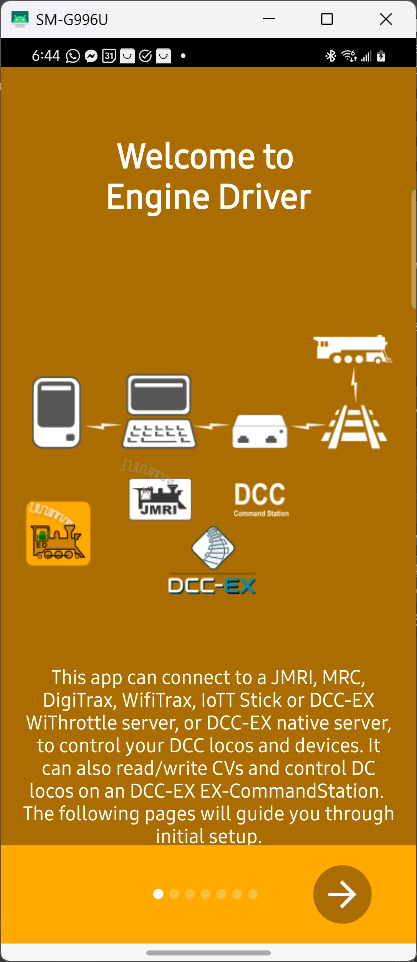 SM-G996U
6:44
31
Welcome to
Engine Driver
JMRI
DCC
Command Station
DCC-EX
This app can connect to a JMRI, MRC,
DigiTrax, WifiTrax, IoTT Stick or DCC-EX
WiThrottle server, or DCC-EX native server,
to control your DCC locos and devices. It
can also read/write CVs and control DC
locos on an DCC-EX EX-CommandStation.
The following pages will guide you through
initial setup.